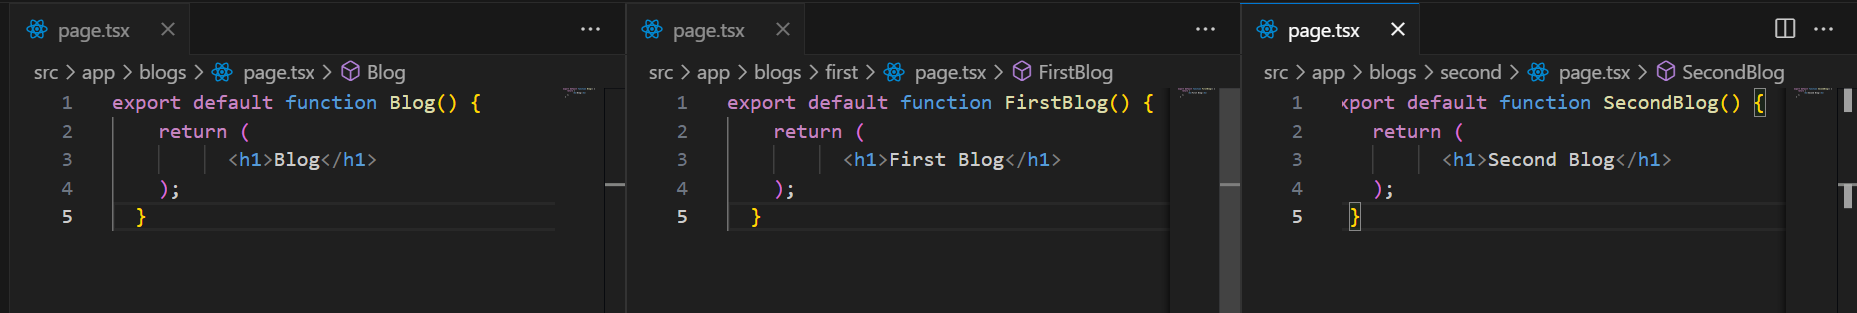 page.tsx
src > app > blogs > page.tsx > Blog
1 export default function Blog() {
2 return (
3 <h1>Blog</h1>
4 );
5 }
page.tsx
src > app > blogs > first > page.tsx > FirstBlog
1 export default function FirstBlog() {
2 return (
3 <h1>First Blog</h1>
4 );
5 }
page.tsx
src > app > blogs > second > page.tsx > SecondBlog
1 xport default function SecondBlog() {
2 return (
3 <h1>Second Blog</h1>
4 );
5 }